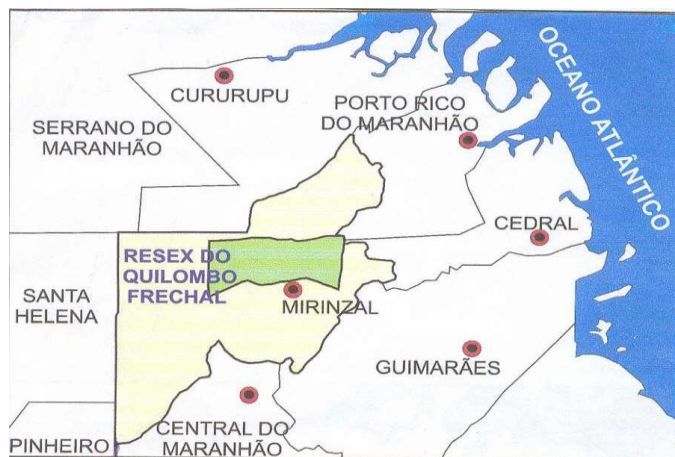 OCEANO ATLÂNTICO
CURURUPU
PORTO RICO
DO MARANHÃO
SERRANO DO
MARANHÃO
CEDRAL
RESEX DO
QUILOMBO
FRECHAL
SANTA
HELENA
MIRINZAL
GUIMARÃES
CENTRAL DO
MARANHÃO
PINHEIRO